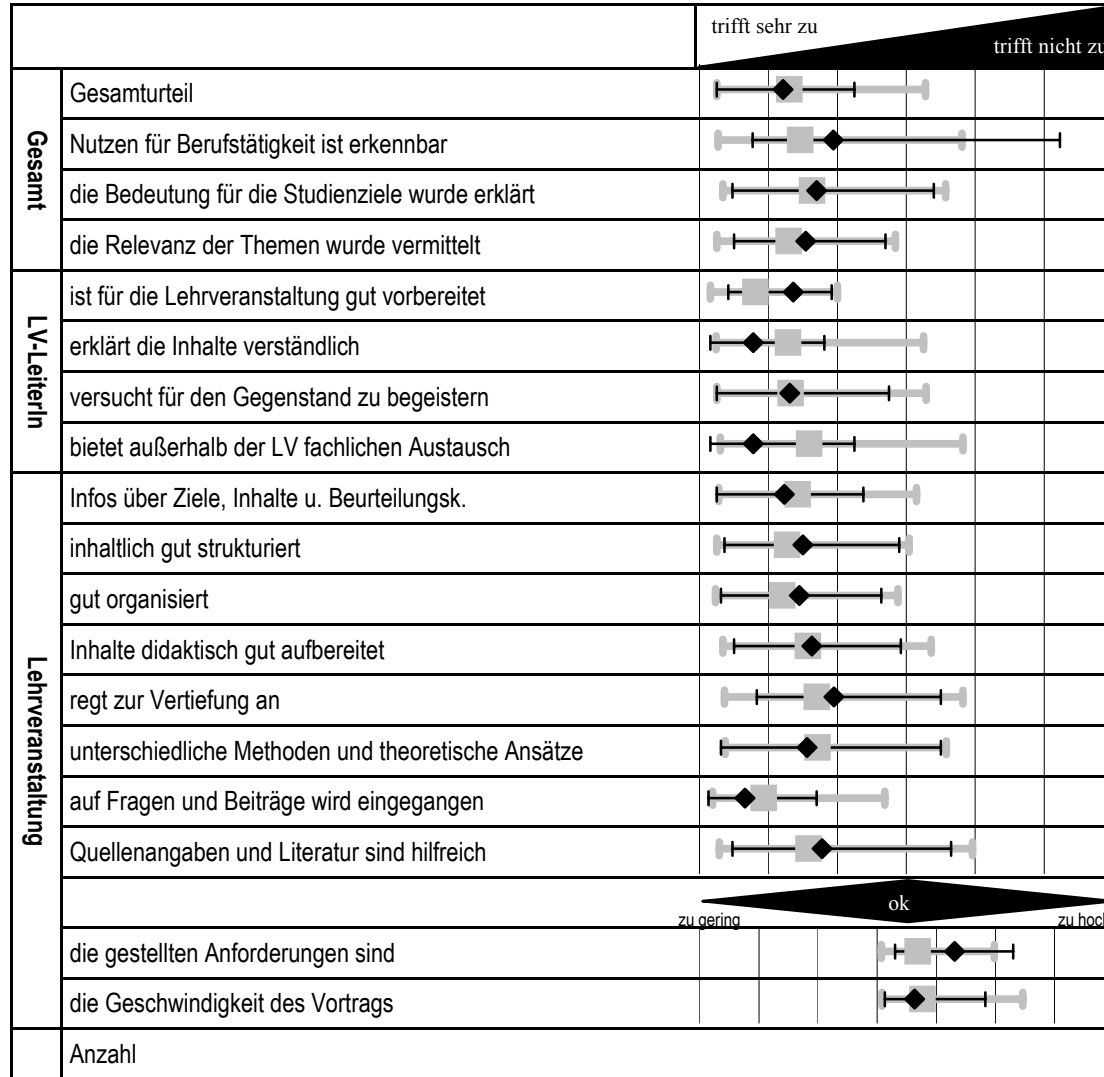 trifft sehr zu
trifft nicht zu
Gesamt
Gesamturteil
Nutzen für Berufstätigkeit ist erkennbar
die Bedeutung für die Studienziele wurde erklärt
die Relevanz der Themen wurde vermittelt
LV-LeiterIn
ist für die Lehrveranstaltung gut vorbereitet
erklärt die Inhalte verständlich
versucht für den Gegenstand zu begeistern
bietet außerhalb der LV fachlichen Austausch
Lehrveranstaltung
Infos über Ziele, Inhalte u. Beurteilungsk.
inhaltlich gut strukturiert
gut organisiert
Inhalte didaktisch gut aufbereitet
regt zur Vertiefung an
unterschiedliche Methoden und theoretische Ansätze
auf Fragen und Beiträge wird eingegangen
Quellenangaben und Literatur sind hilfreich
zu gering ok zu hoch
die gestellten Anforderungen sind
die Geschwindigkeit des Vortrags
Anzahl